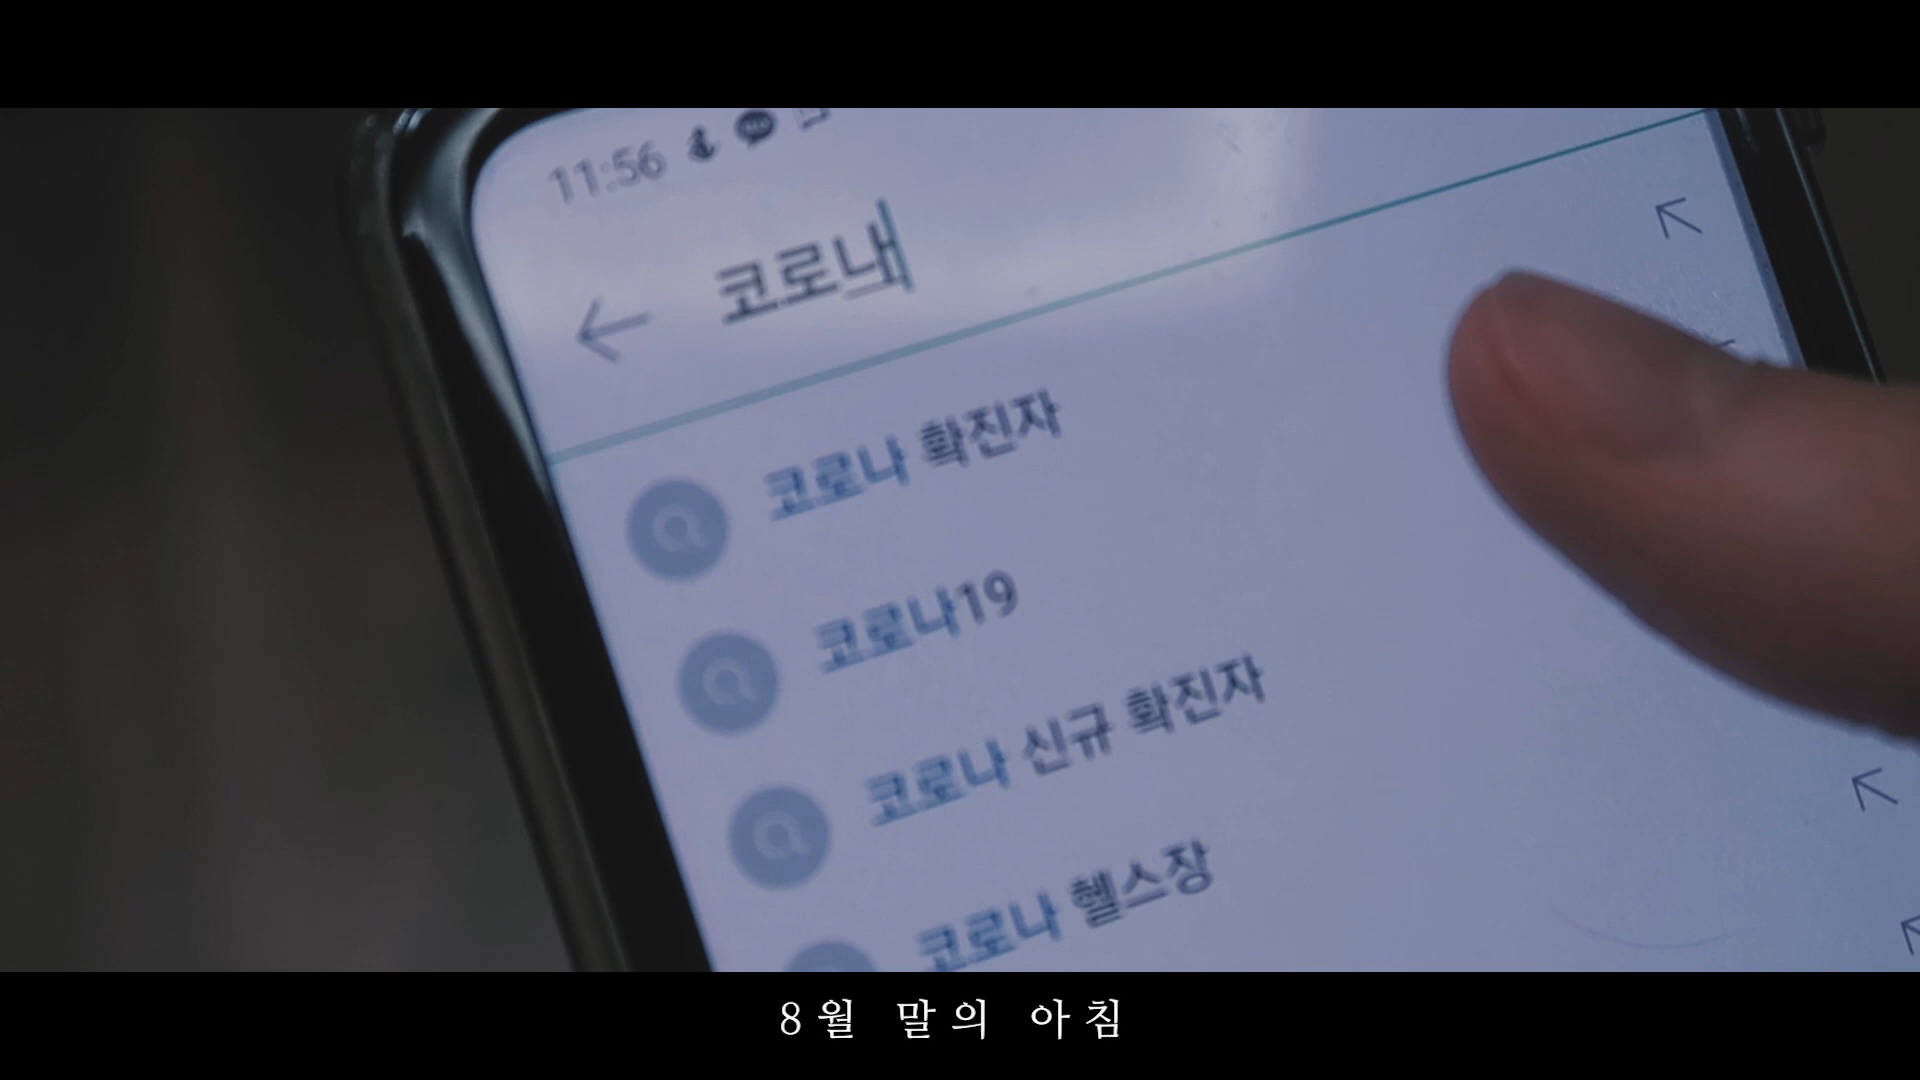 11:56
코로나
코로나 확진자
코로나19
코로나 신규 확진자
코로나 헬스장
8월 말의 아침